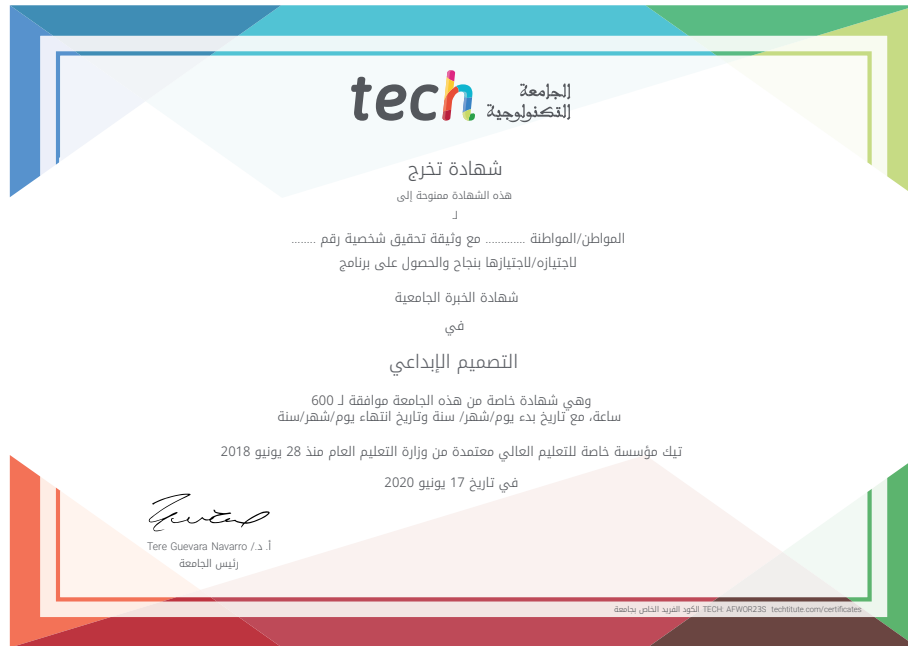 tech الجامعة
التكنولوجية
شهادة تخرج
هذه الشهادة ممنوحة إلى
لـ
المواطن/المواطنة ............. مع وثيقة تحقيق شخصية رقم ........
لاجتيازه/لاجتيازها بنجاح والحصول على برنامج
شهادة الخبرة الجامعية
في
التصميم الإبداعي
وهي شهادة خاصة من هذه الجامعة موافقة لـ 600
ساعة، مع تاريخ بدء يوم/شهر/ سنة وتاريخ انتهاء يوم/شهر/سنة
تيك مؤسسة خاصة للتعليم العالي معتمدة من وزارة التعليم العام منذ 28 يونيو 2018
في تاريخ 17 يونيو 2020
أ. د./ Tere Guevara Navarro
رئيس الجامعة
الكود الفريد الخاص بجامعة TECH: AFWOR23S techtitute.com/certificates